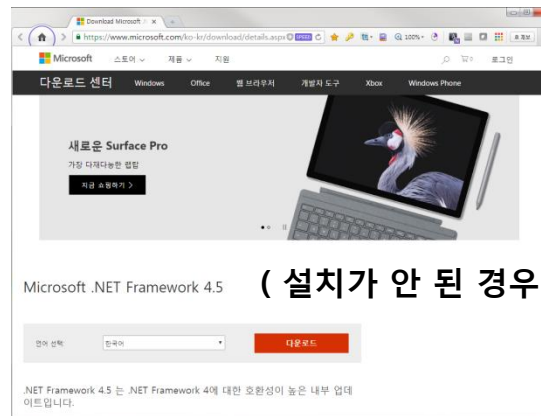 Download Microsoft
https://www.microsoft.com/ko-kr/download/details.aspx
100%
Microsoft 스토어 제품 지원 로그인
다운로드 센터 Windows Office 웹 브라우저 개발자 도구 Xbox Windows Phone
새로운 Surface Pro
가장 다재다능한 랩탑
지금 쇼핑하기 >
Microsoft .NET Framework 4.5 ( 설치가 안 된 경우
언어 선택: 한국어 다운로드
.NET Framework 4.5 는 .NET Framework 4에 대한 호환성이 높은 내부 업데
이트입니다.